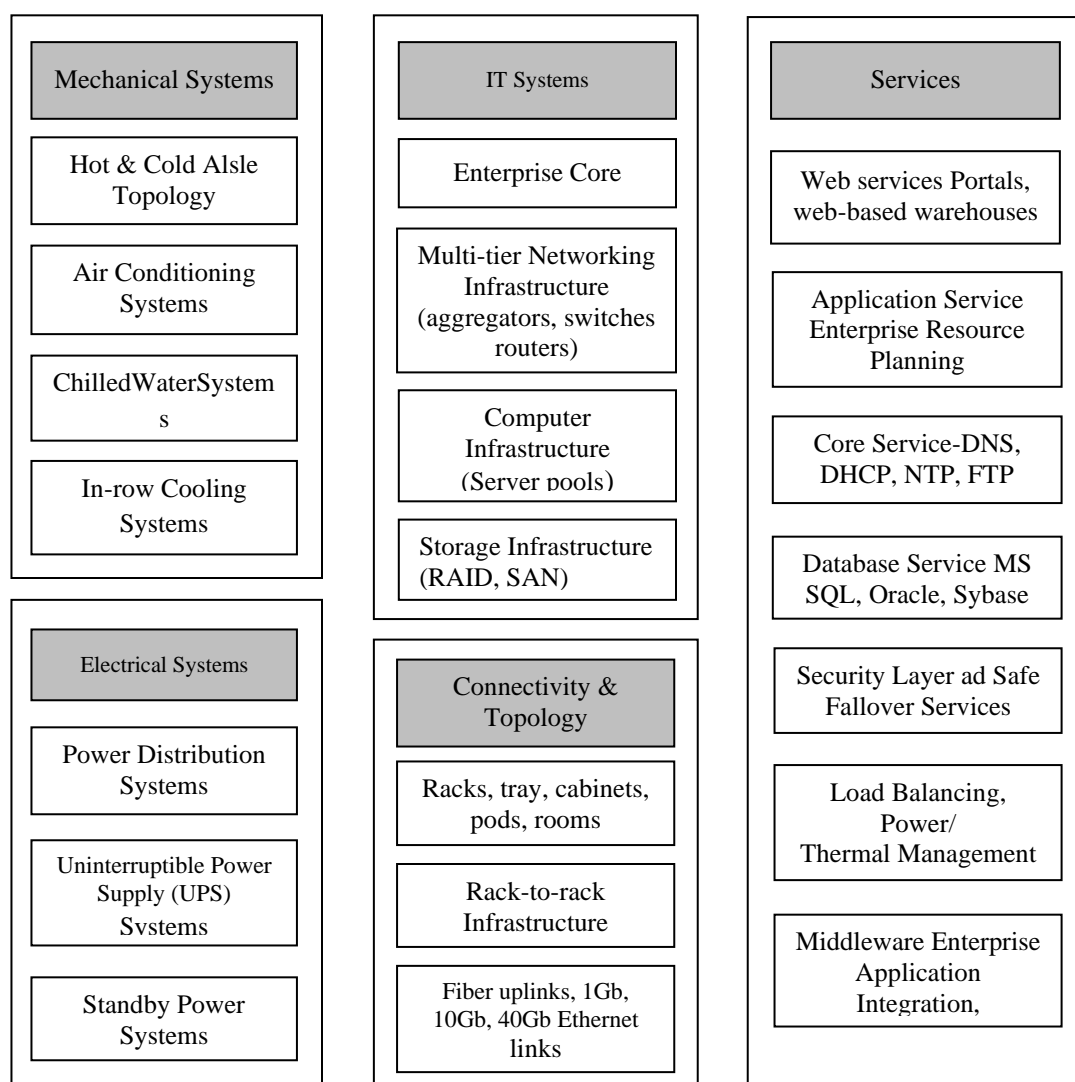 Mechanical Systems
Hot & Cold Alsle
Topology
Air Conditioning
Systems
ChilledWaterSystem
s
In-row Cooling
Systems
Electrical Systems
Power Distribution
Systems
Uninterruptible Power
Supply (UPS)
Systems
Standby Power
Systems
IT Systems
Enterprise Core
Multi-tier Networking
Infrastructure
(aggregators, switches
routers)
Computer
Infrastructure
(Server pools)
Storage Infrastructure
(RAID, SAN)
Connectivity &
Topology
Racks, tray, cabinets,
pods, rooms
Rack-to-rack
Infrastructure
Fiber uplinks, 1Gb,
10Gb, 40Gb Ethernet
links
Services
Web services Portals,
web-based warehouses
Application Service
Enterprise Resource
Planning
Core Service-DNS,
DHCP, NTP, FTP
Database Service MS
SQL, Oracle, Sybase
Security Layer ad Safe
Fallover Services
Load Balancing,
Power/
Thermal Management
Middleware Enterprise
Application
Integration,